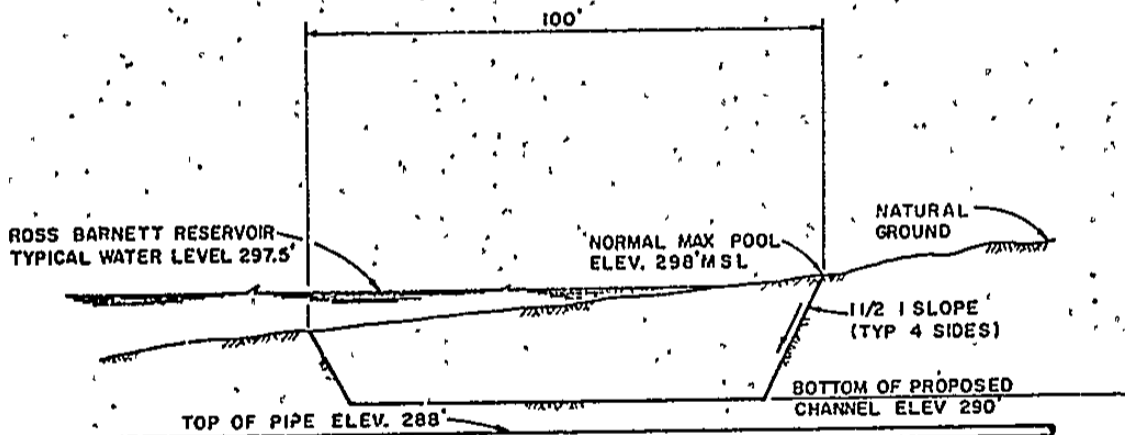 100'
ROSS BARNETT RESERVOIR
TYPICAL WATER LEVEL 297.5'
NORMAL MAX POOL
ELEV. 298'MSL
NATURAL
GROUND
1 1/2 1 SLOPE
(TYP 4 SIDES)
BOTTOM OF PROPOSED
CHANNEL ELEV 290'
TOP OF PIPE ELEV. 288'